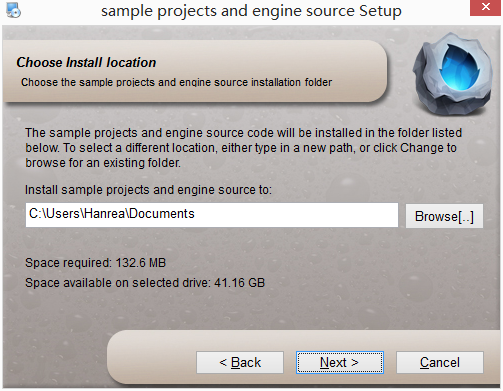 sample projects and engine source Setup
Choose Install location
Choose the sample projects and engine source installation folder
The sample projects and engine source code will be installed in the folder listed
below. To select a different location, either type in a new path, or click Change to
browse for an existing folder.
Install sample projects and engine source to:
C:\Users\Hanrea\Documents
Browse[..]
Space required: 132.6 MB
Space available on selected drive: 41.16 GB
< Back
Next >
Cancel